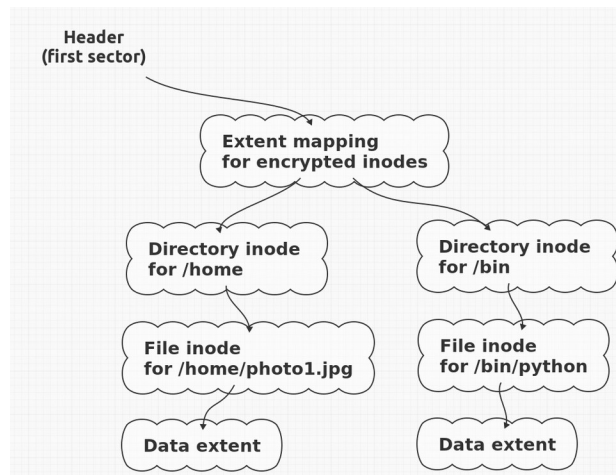 Header
(first sector)
Extent mapping
for encrypted inodes
Directory inode
for /home
Directory inode
for /bin
File inode
for /home/photo1.jpg
File inode
for /bin/python
Data extent
Data extent